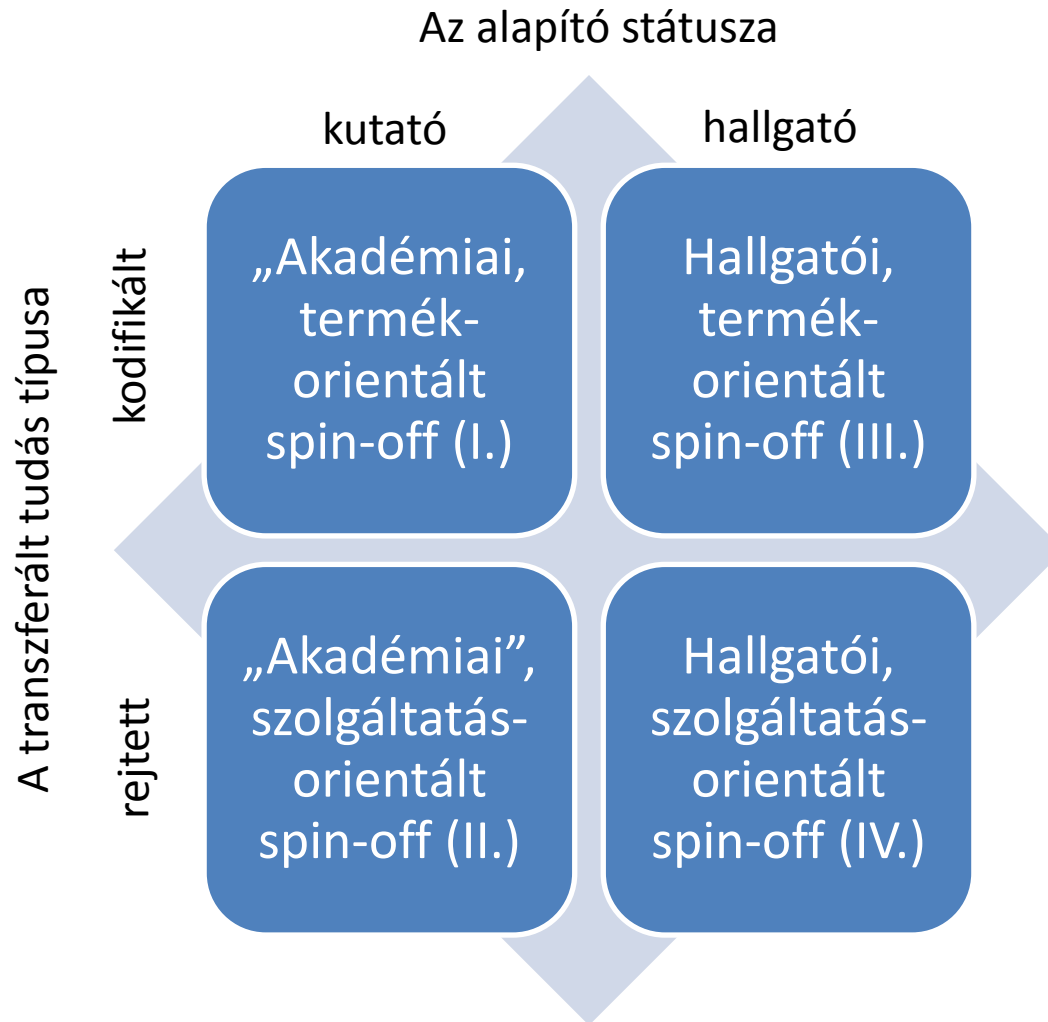 Az alapító státusza
kutató
hallgató
A transzferált tudás típusa
kodifikált
„Akadémiai,
termék-
orientált
spin-off (I.)
Hallgatói,
termék-
orientált
spin-off (III.)
rejtett
„Akadémiai”,
szolgáltatás-
orientált
spin-off (II.)
Hallgatói,
szolgáltatás-
orientált
spin-off (IV.)